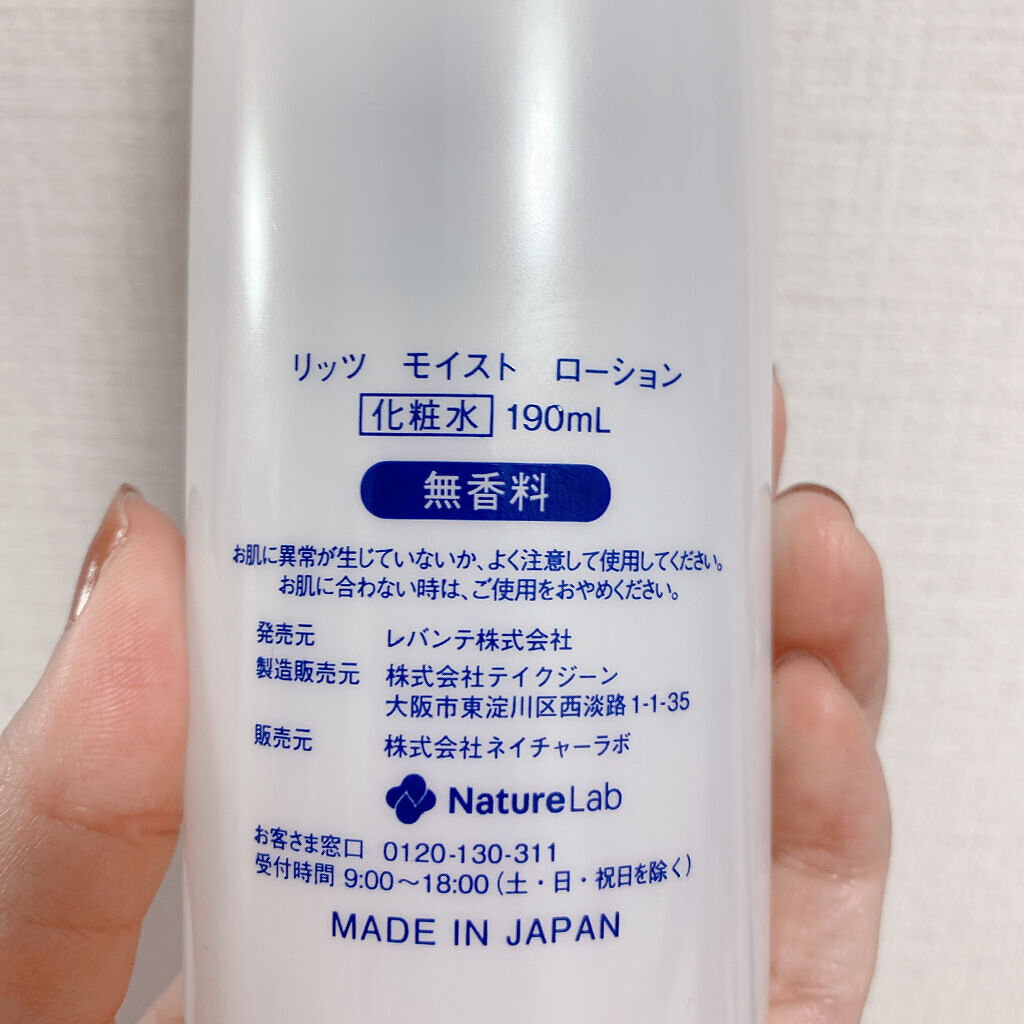 リッツ モイスト ローション
化粧水 190mL
無香料
お肌に異常が生じていないか、よく注意して使用してください。
お肌に合わない時は、ご使用をおやめください。
発売元 レバンテ株式会社
製造販売元 株式会社テイクジーン
大阪市東淀川区西淡路1-1-35
販売元 株式会社ネイチャーラボ
NatureLab
お客さま窓口 0120-130-311
受付時間 9:00～18:00(土・日・祝日を除く)
MADE IN JAPAN